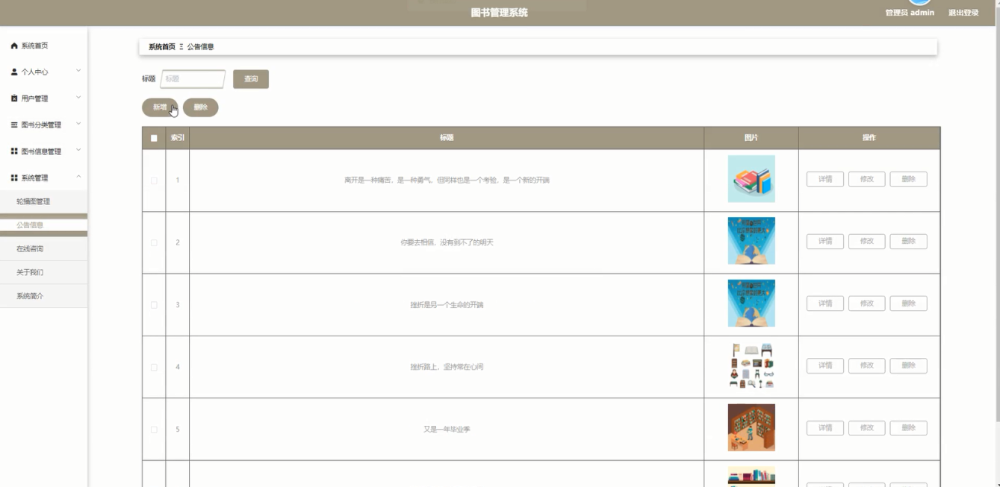 图书管理系统
管理员 admin 退出登录
系统首页
个人中心
用户管理
图书分类管理
图书信息管理
系统管理
轮播图管理
公告信息
在线咨询
关于我们
系统简介
系统首页 Ξ 公告信息
标题 标题 查询
新增 删除
索引 标题 图片 操作
1 离开是一种痛苦，是一种勇气，但同样也是一个考验，是一个新的开端 详情 修改 删除
2 你要去相信，没有到不了的明天 详情 修改 删除
3 挫折是另一个生命的开端 详情 修改 删除
4 挫折路上，坚持常在心间 详情 修改 删除
5 又是一年毕业季 详情 修改 删除